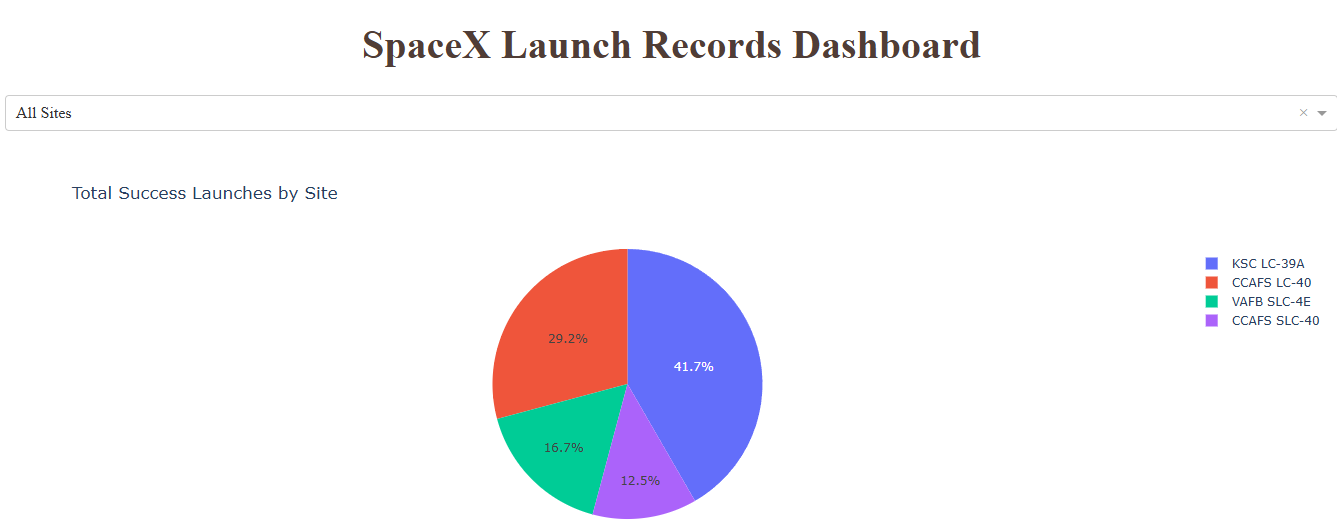 SpaceX Launch Records Dashboard
All Sites ×
Total Success Launches by Site
KSC LC-39A
CCAFS LC-40
VAFB SLC-4E
CCAFS SLC-40
29.2%
41.7%
16.7%
12.5%